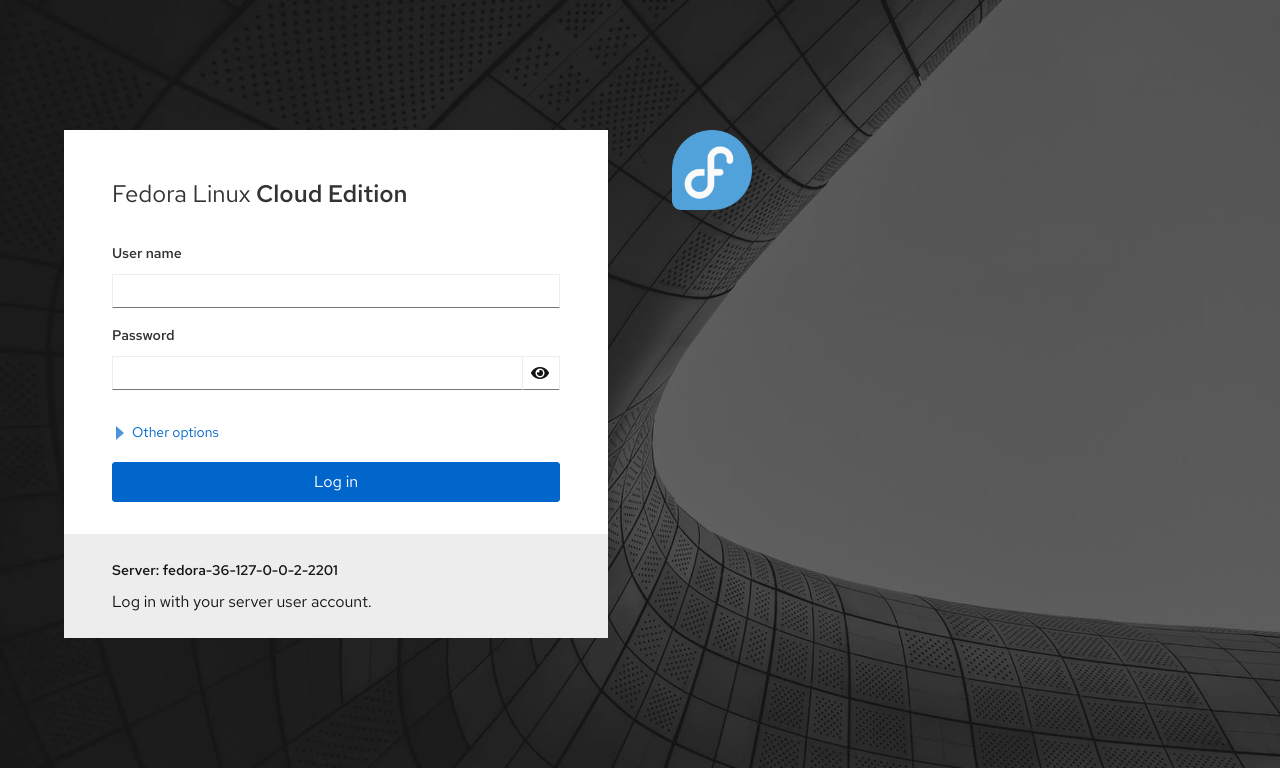 Fedora Linux Cloud Edition
User name
Password
Other options
Log in
Server: fedora-36-127-0-0-2-2201
Log in with your server user account.